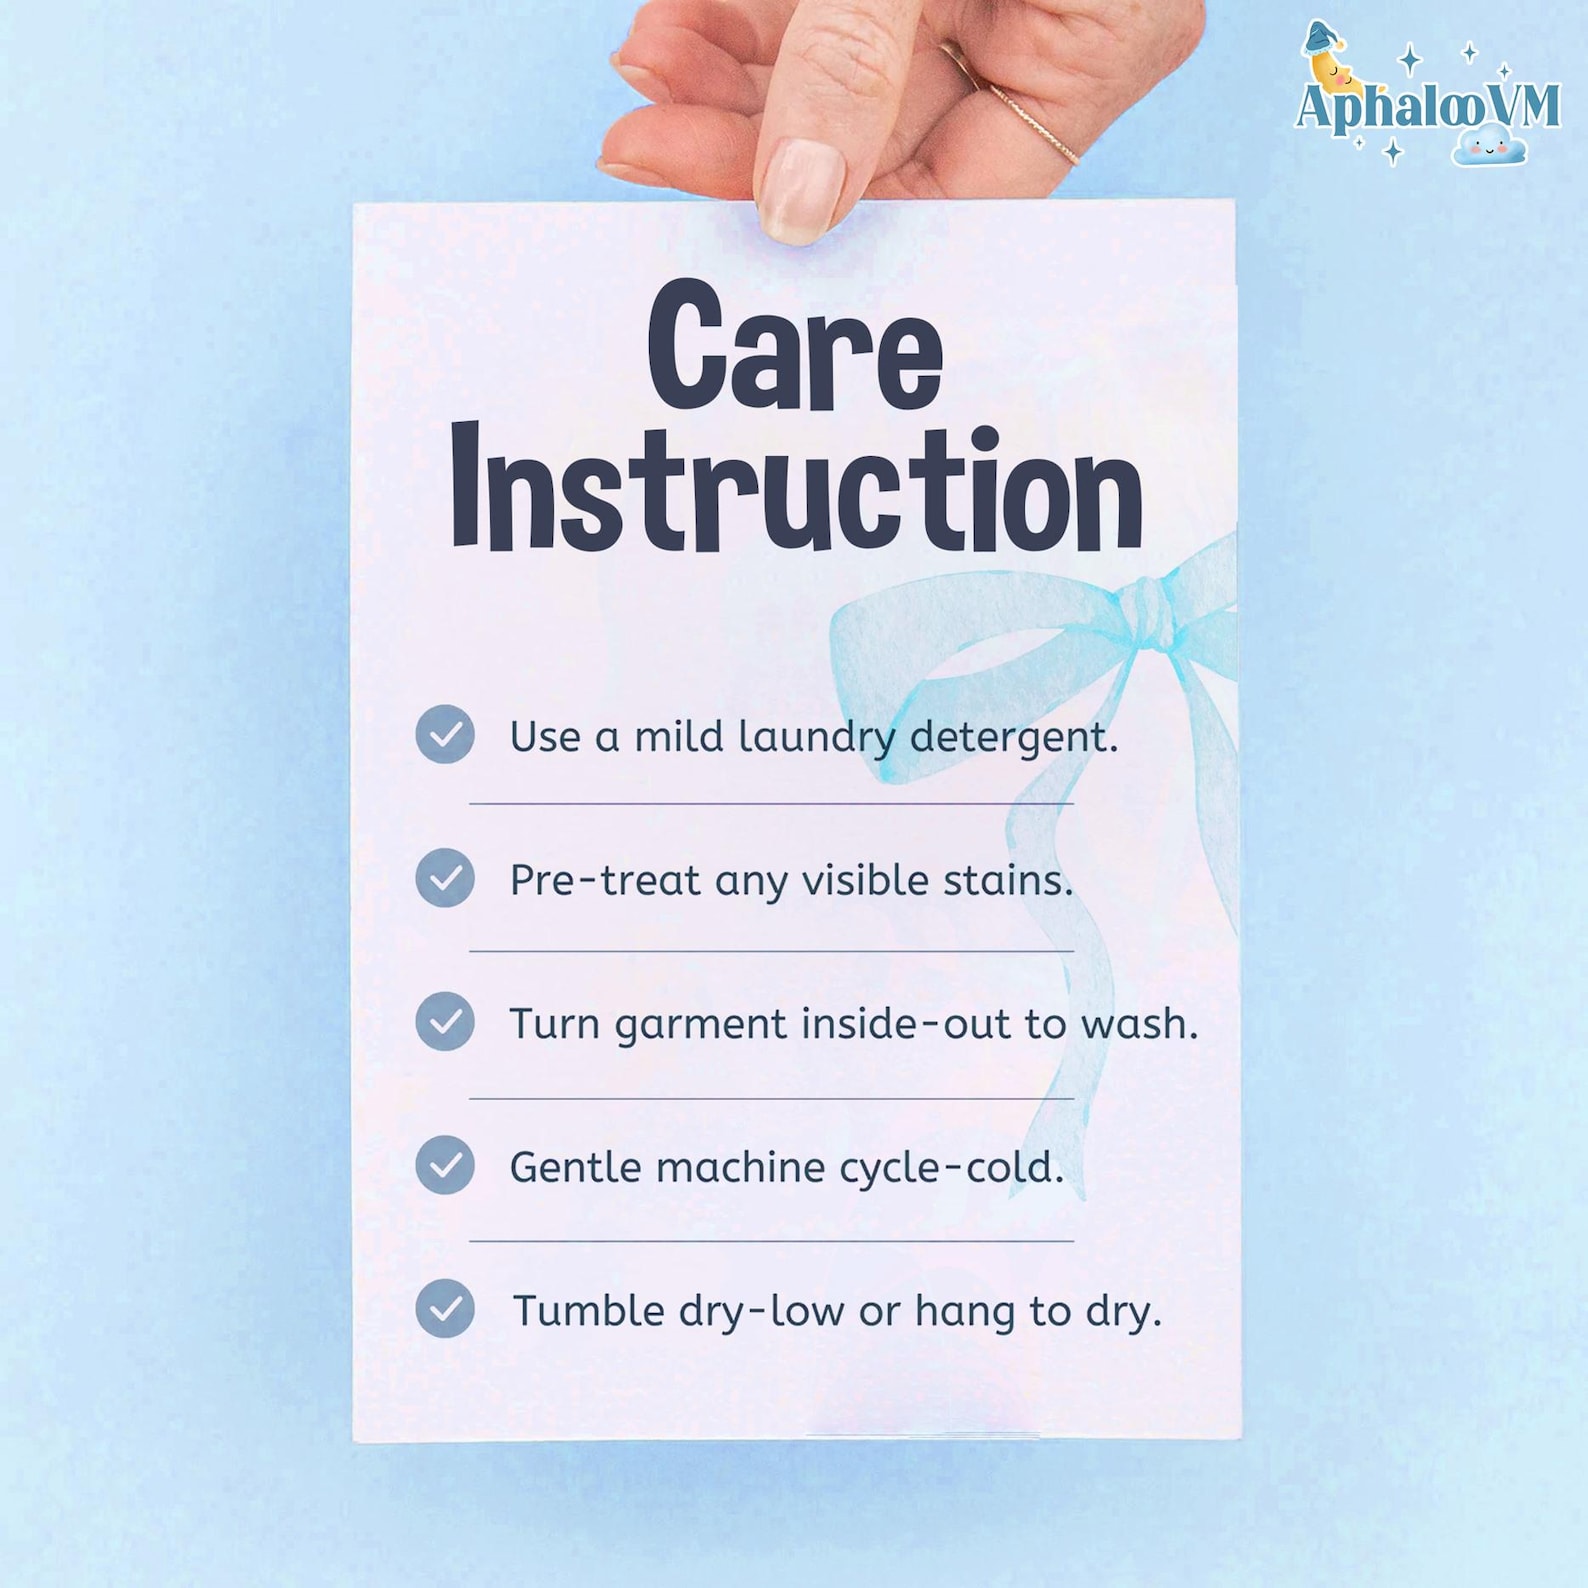 AphalooVM
Care
Instruction
Use a mild laundry detergent.
Pre-treat any visible stains.
Turn garment inside-out to wash.
Gentle machine cycle-cold.
Tumble dry-low or hang to dry.